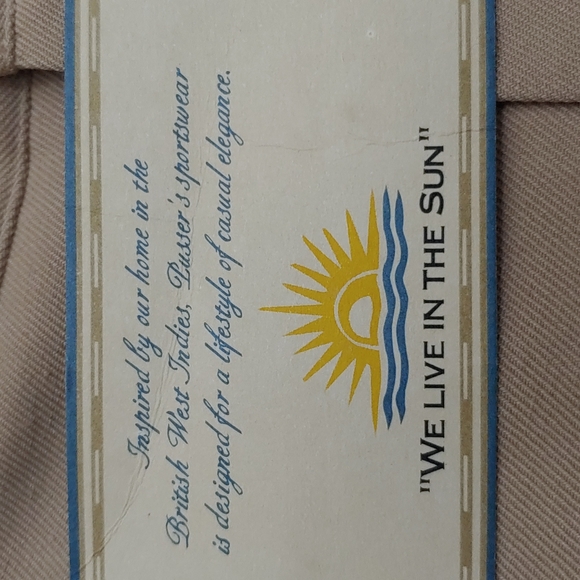 Inspired by our home in the
British West Indies, Pusser's sportswear
is designed for a lifestyle of casual elegance.
"WE LIVE IN THE SUN"